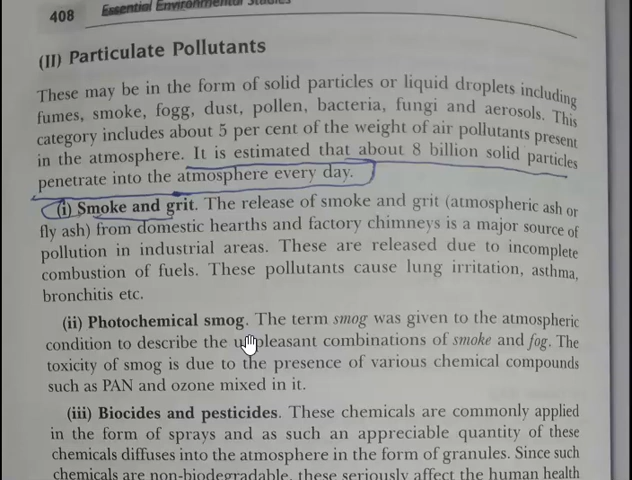 408 Essential Environmental Studies
(II) Particulate Pollutants
These may be in the form of solid particles or liquid droplets including
fumes, smoke, fogg, dust, pollen, bacteria, fungi and aerosols. This
category includes about 5 per cent of the weight of air pollutants present
in the atmosphere. It is estimated that about 8 billion solid particles
penetrate into the atmosphere every day.
(i) Smoke and grit. The release of smoke and grit (atmospheric ash or
fly ash) from domestic hearths and factory chimneys is a major source of
pollution in industrial areas. These are released due to incomplete
combustion of fuels. These pollutants cause lung irritation, asthma,
bronchitis etc.
(ii) Photochemical smog. The term smog was given to the atmospheric
condition to describe the unpleasant combinations of smoke and fog. The
toxicity of smog is due to the presence of various chemical compounds
such as PAN and ozone mixed in it.
(iii) Biocides and pesticides. These chemicals are commonly applied
in the form of sprays and as such an appreciable quantity of these
chemicals diffuses into the atmosphere in the form of granules. Since such
chemicals are non-biodegradable, these seriously affect the human health